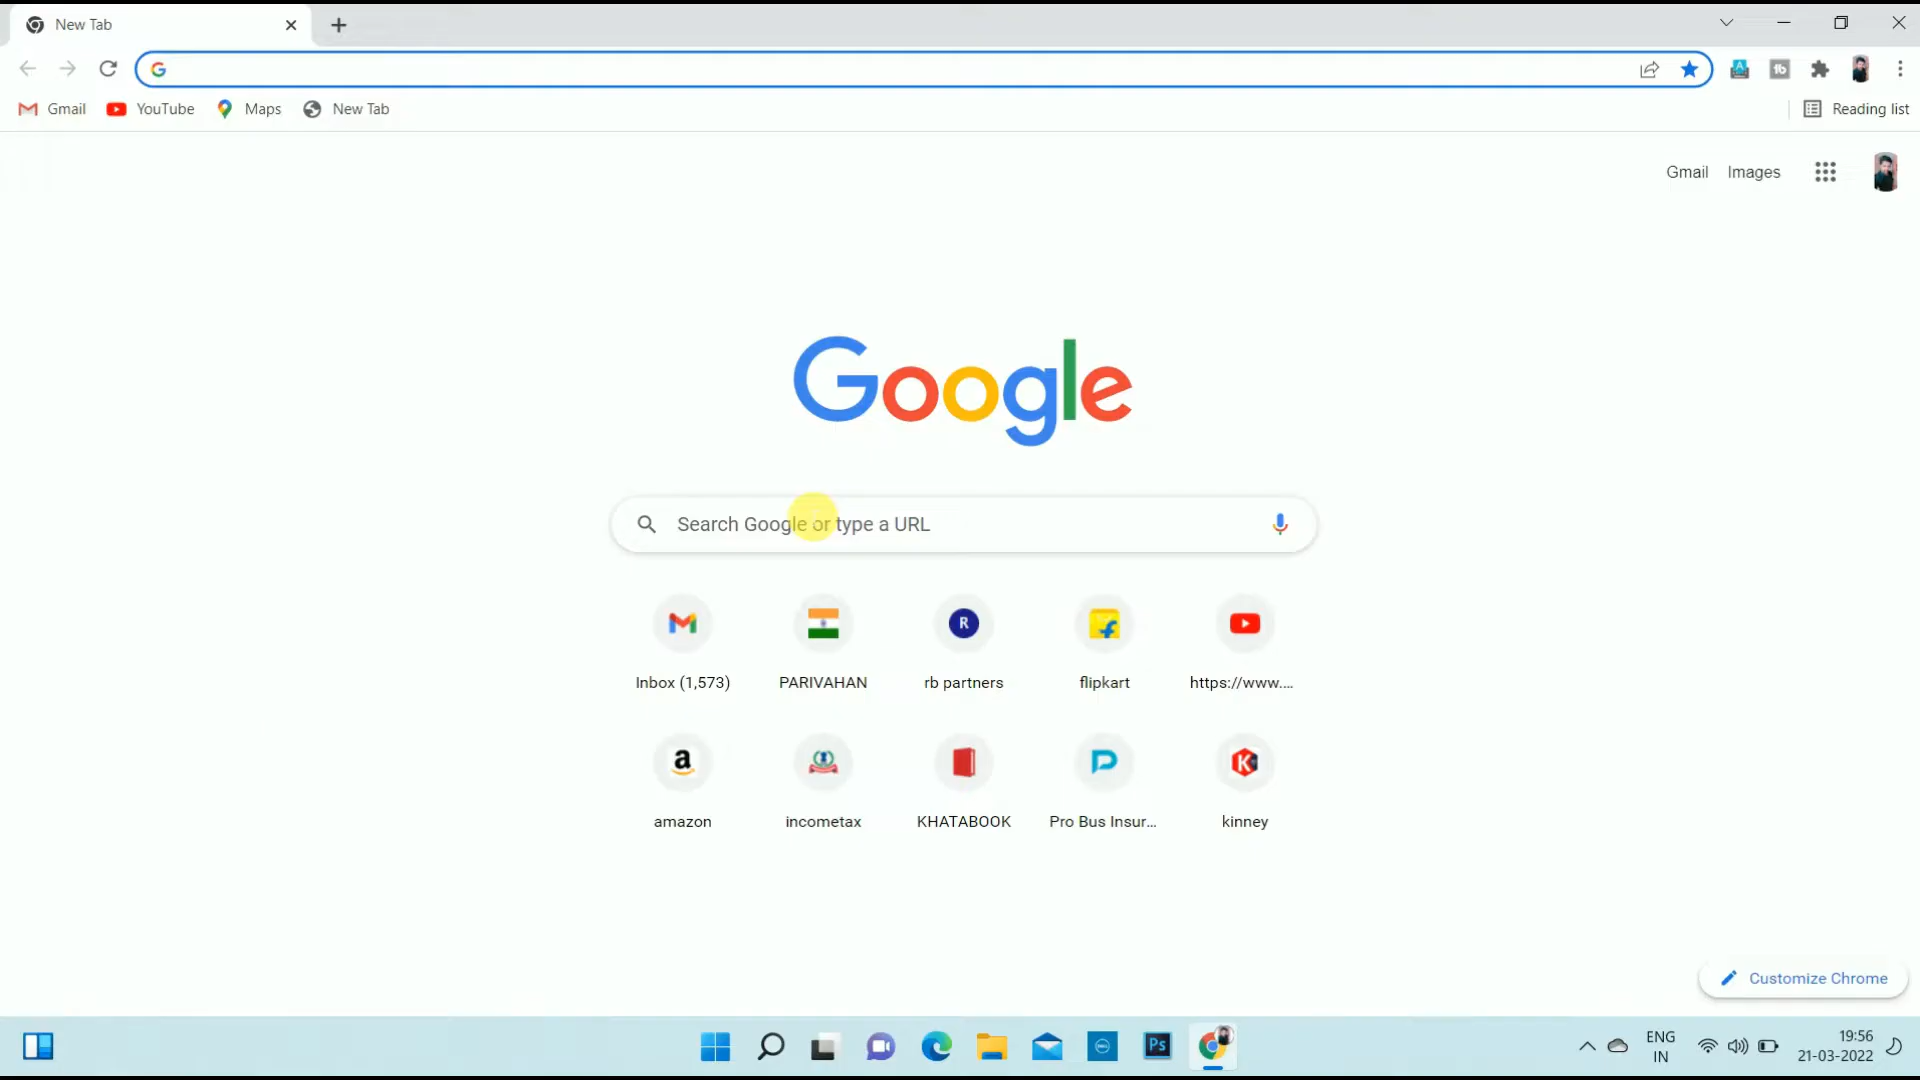 New Tab
Gmail YouTube Maps New Tab Reading list
Gmail Images
Google
Search Google or type a URL
Inbox (1,573) PARIVAHAN rb partners flipkart https://www....
amazon incometax KHATABOOK Pro Bus Insur... kinney
Customize Chrome
ENG 19:56
IN 21-03-2022